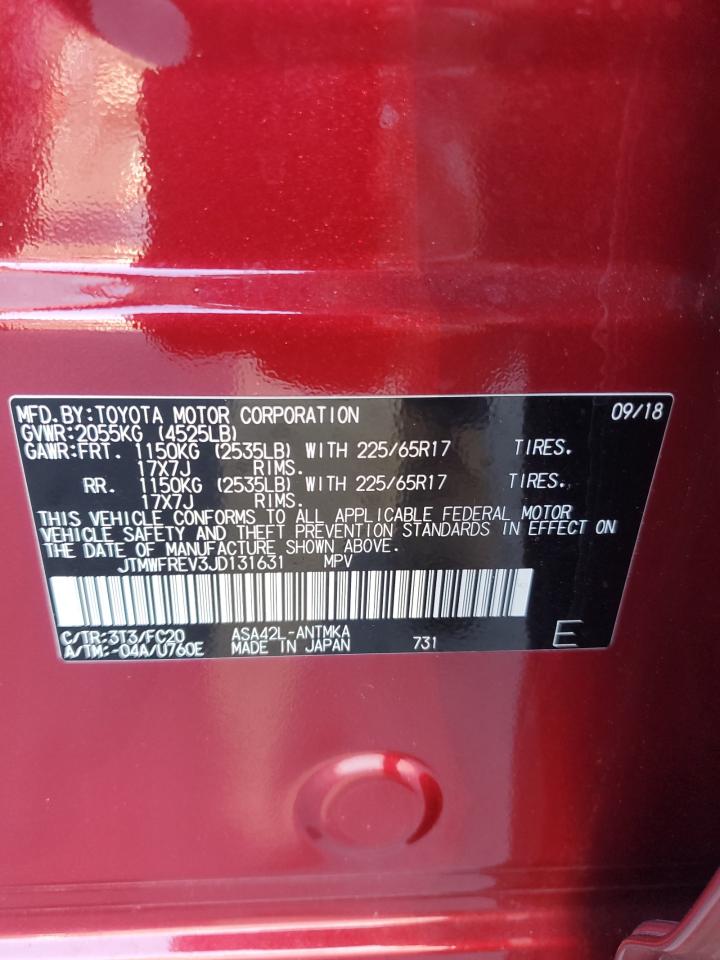 MFD.BY:TOYOTA MOTOR CORPORATION 09/18
GVWR:2055KG (4525LB)
GAWR:FRT. 1150KG (2535LB) WITH 225/65R17 TIRES.
17X7J RIMS.
RR. 1150KG (2535LB) WITH 225/65R17 TIRES.
17X7J RIMS.
THIS VEHICLE CONFORMS TO ALL APPLICABLE FEDERAL MOTOR
VEHICLE SAFETY AND THEFT PREVENTION STANDARDS IN EFFECT ON
THE DATE OF MANUFACTURE SHOWN ABOVE.
JTMWFREV3JD131631 MPV
C/TR:3T3/FC20 ASA42L-ANTMKA
A/TM:-04A/U760E MADE IN JAPAN 731 E